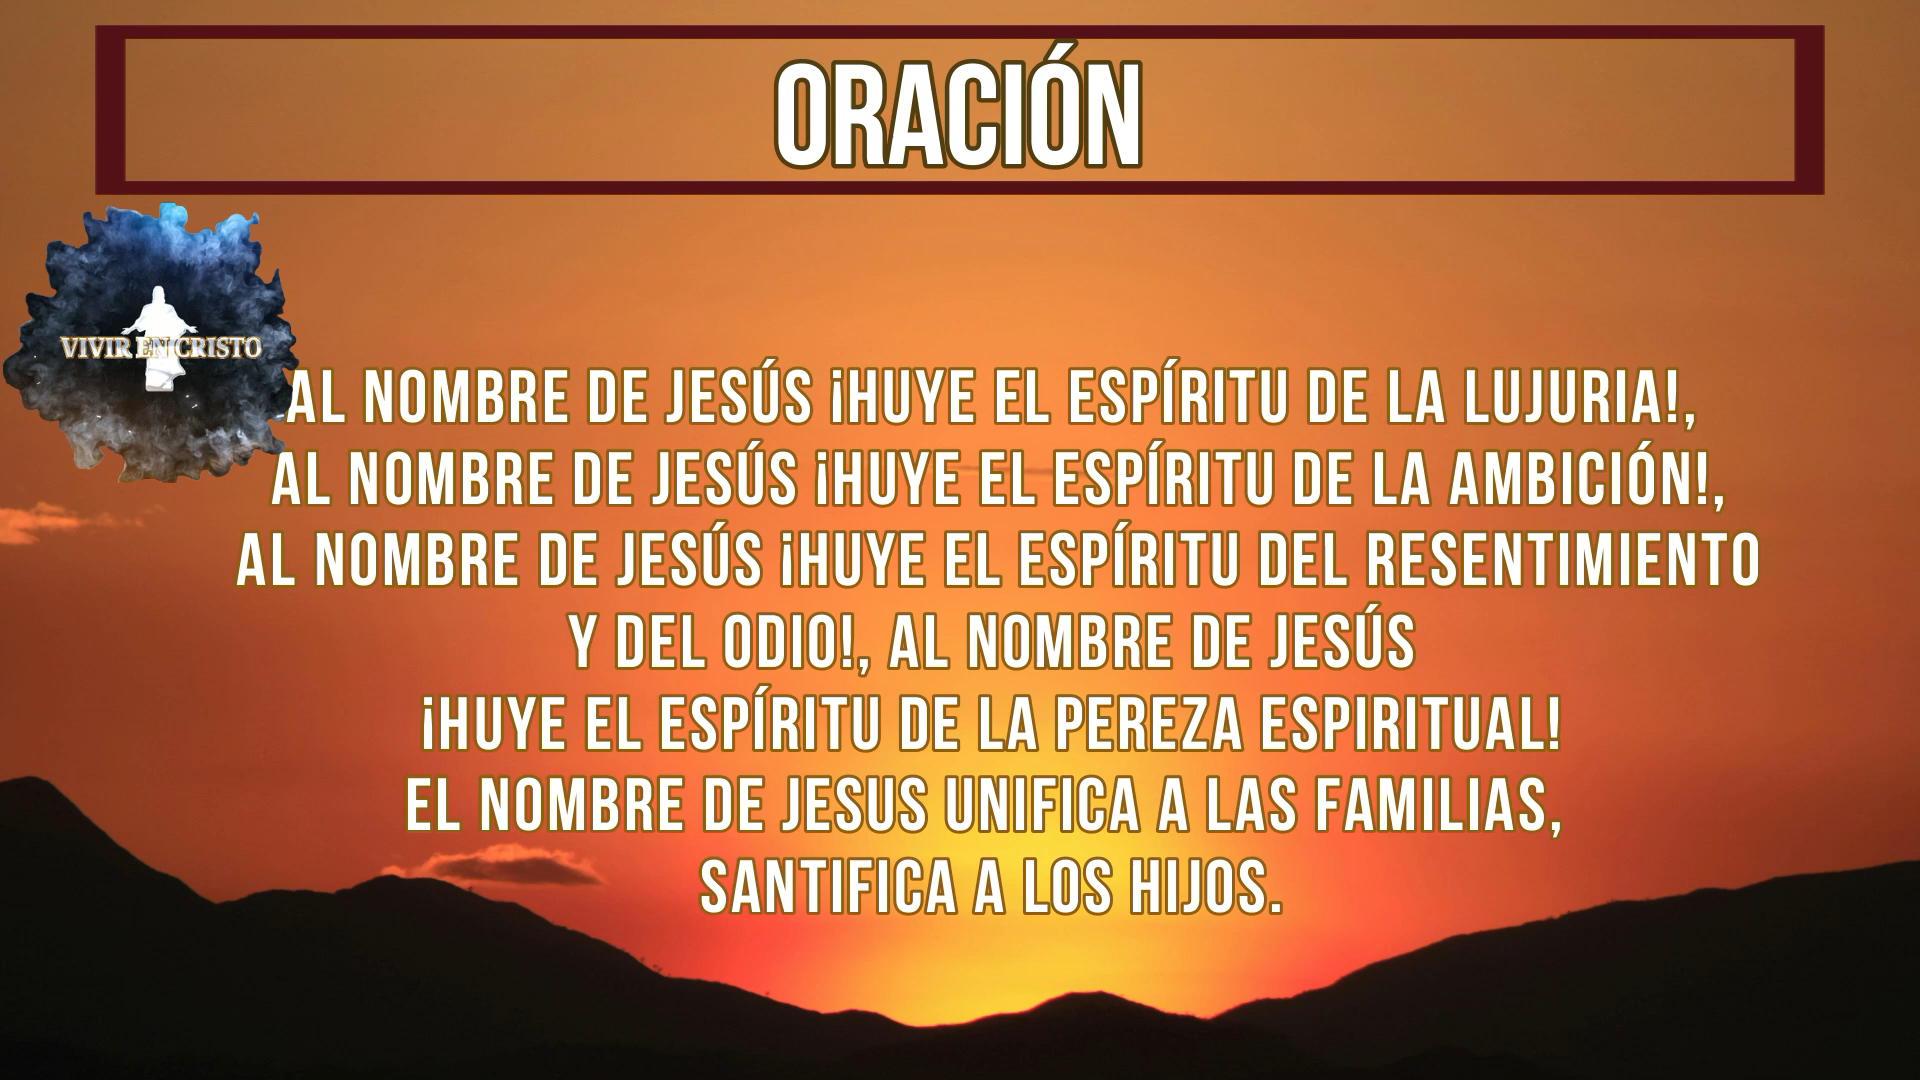 ORACIÓN
VIVIR EN CRISTO
AL NOMBRE DE JESÚS ¡HUYE EL ESPÍRITU DE LA LUJURIA!,
AL NOMBRE DE JESÚS ¡HUYE EL ESPÍRITU DE LA AMBICIÓN!,
AL NOMBRE DE JESÚS ¡HUYE EL ESPÍRITU DEL RESENTIMIENTO
Y DEL ODIO!, AL NOMBRE DE JESÚS
¡HUYE EL ESPÍRITU DE LA PEREZA ESPIRITUAL!
EL NOMBRE DE JESUS UNIFICA A LAS FAMILIAS,
SANTIFICA A LOS HIJOS.